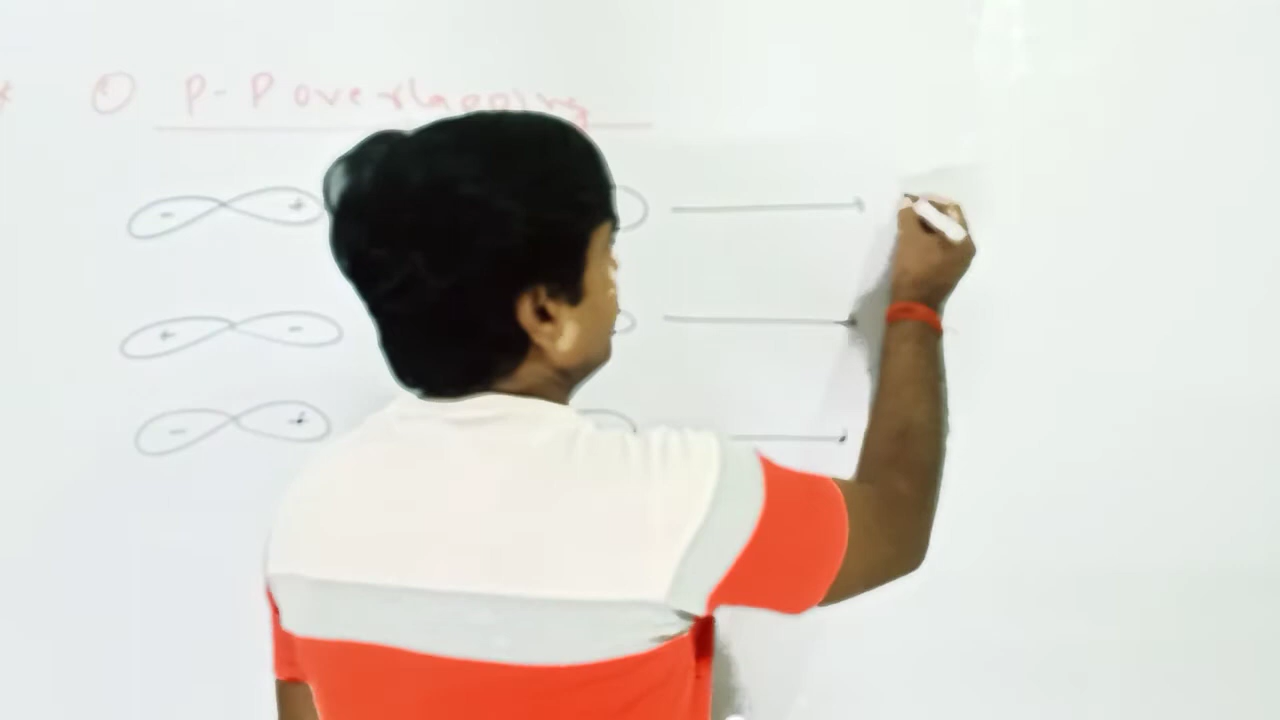 ① P-P overlapping
- +
+ -
- +